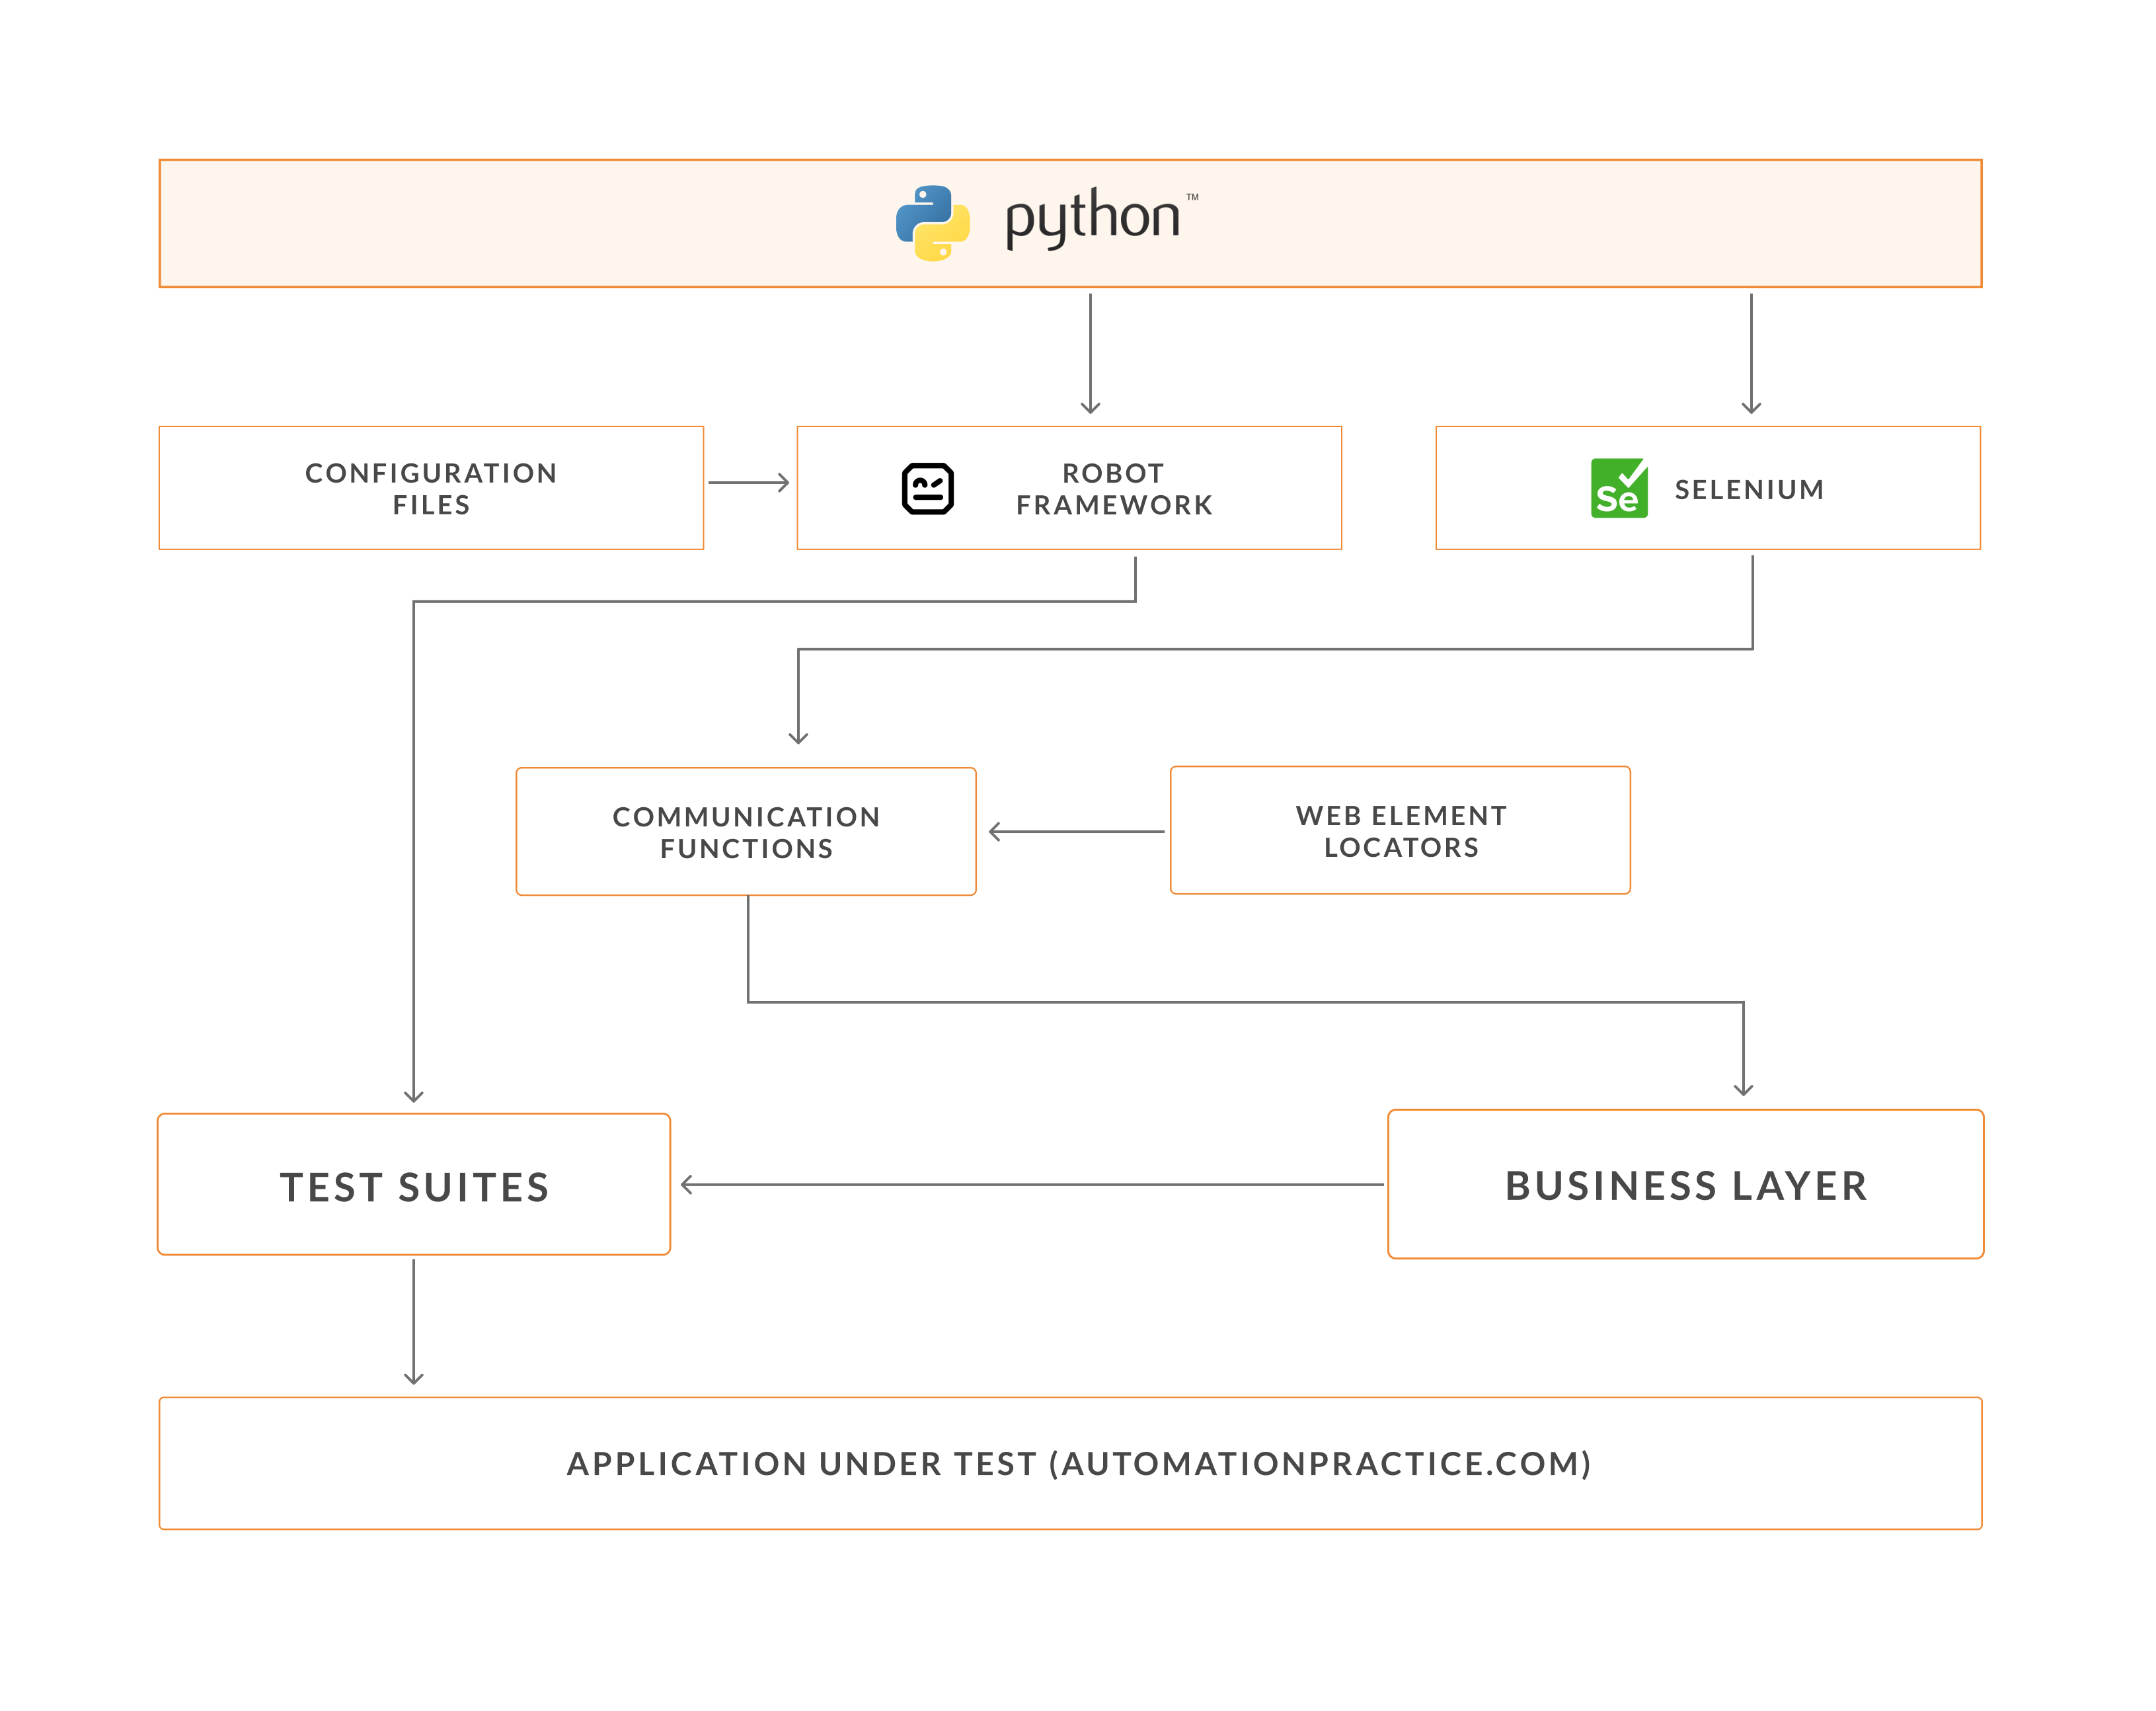 python™
CONFIGURATION
FILES
ROBOT
FRAMEWORK
Se
SELENIUM
COMMUNICATION
FUNCTIONS
WEB ELEMENT
LOCATORS
TEST SUITES
BUSINESS LAYER
APPLICATION UNDER TEST (AUTOMATIONPRACTICE.COM)